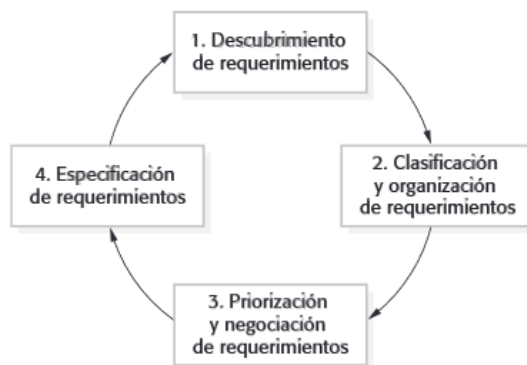 1. Descubrimiento
de requerimientos
2. Clasificación
y organización
de requerimientos
3. Priorización
y negociación
de requerimientos
4. Especificación
de requerimientos